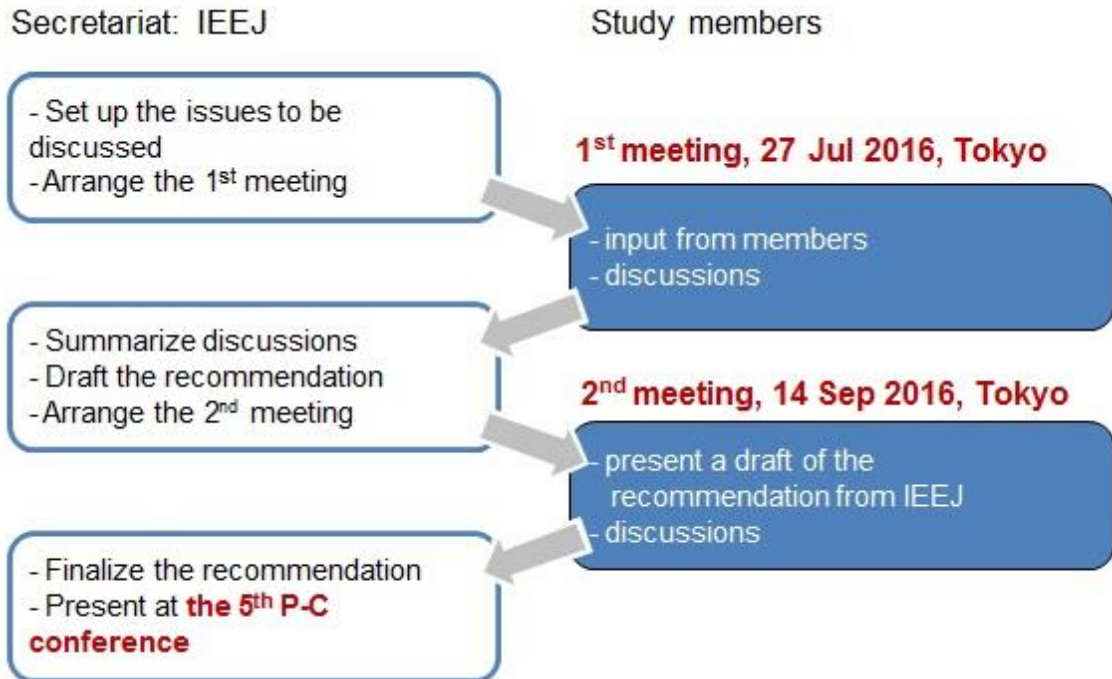 Secretariat: IEEJ
Study members
- Set up the issues to be
discussed
- Arrange the 1st meeting
1st meeting, 27 Jul 2016, Tokyo
- input from members
- discussions
- Summarize discussions
- Draft the recommendation
- Arrange the 2nd meeting
2nd meeting, 14 Sep 2016, Tokyo
- present a draft of the
recommendation from IEEJ
- discussions
- Finalize the recommendation
- Present at the 5th P-C
conference